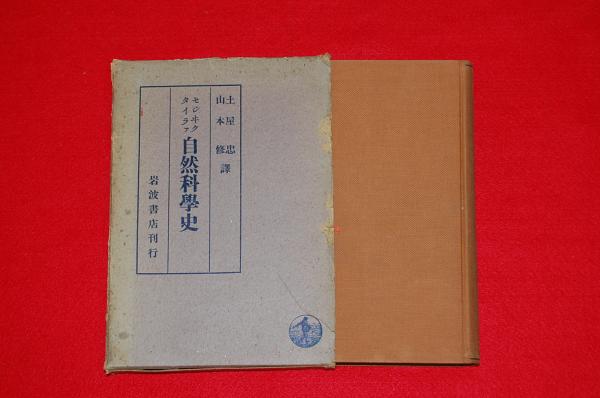 土屋忠
山本修
譯
セジヰク
タイラァ
自然科學史
岩波書店刊行